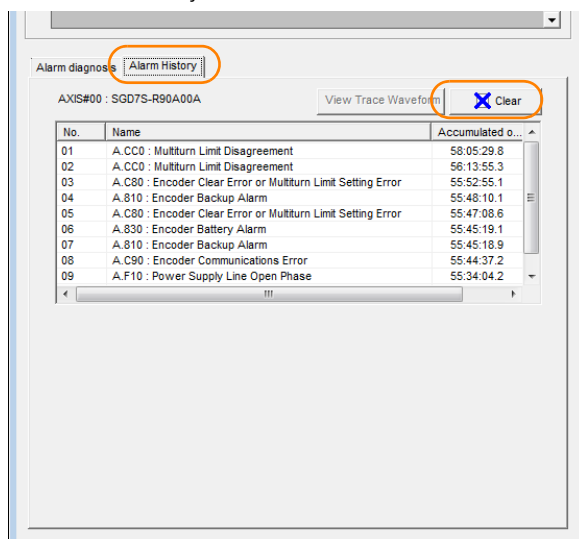 Alarm diagnosis Alarm History
AXIS#00 : SGD7S-R90A00A View Trace Waveform Clear
No. Name Accumulated o...
01 A.CC0 : Multiturn Limit Disagreement 58:05:29.8
02 A.CC0 : Multiturn Limit Disagreement 56:13:55.3
03 A.C80 : Encoder Clear Error or Multiturn Limit Setting Error 55:52:55.1
04 A.810 : Encoder Backup Alarm 55:48:10.1
05 A.C80 : Encoder Clear Error or Multiturn Limit Setting Error 55:47:08.6
06 A.830 : Encoder Battery Alarm 55:45:19.1
07 A.810 : Encoder Backup Alarm 55:45:18.9
08 A.C90 : Encoder Communications Error 55:44:37.2
09 A.F10 : Power Supply Line Open Phase 55:34:04.2